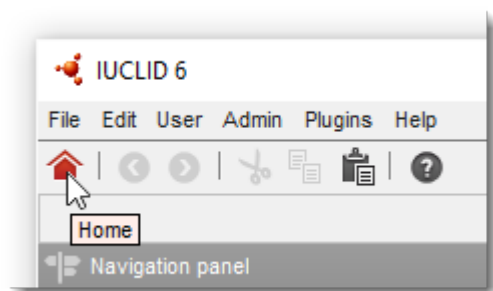 IUCLID 6
File Edit User Admin Plugins Help
?
Home
Navigation panel